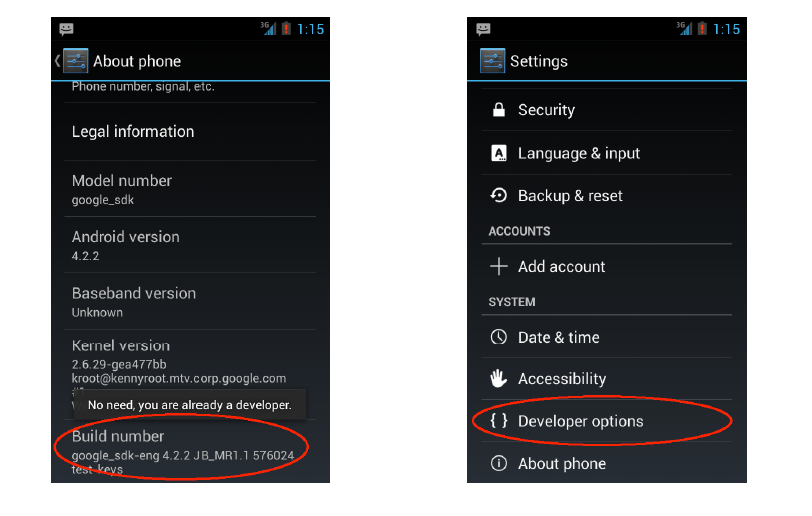 3G 1:15
About phone
Phone number, signal, etc.
Legal information
Model number
google_sdk
Android version
4.2.2
Baseband version
Unknown
Kernel version
2.6.29-gea477bb
kroot@kennyroot.mtv.corp.google.com
No need, you are already a developer.
Build number
google_sdk-eng 4.2.2 JB_MR1.1 576024
test-keys
3G 1:15
Settings
Security
A
Language & input
Backup & reset
ACCOUNTS
Add account
SYSTEM
Date & time
Accessibility
{ } Developer options
About phone